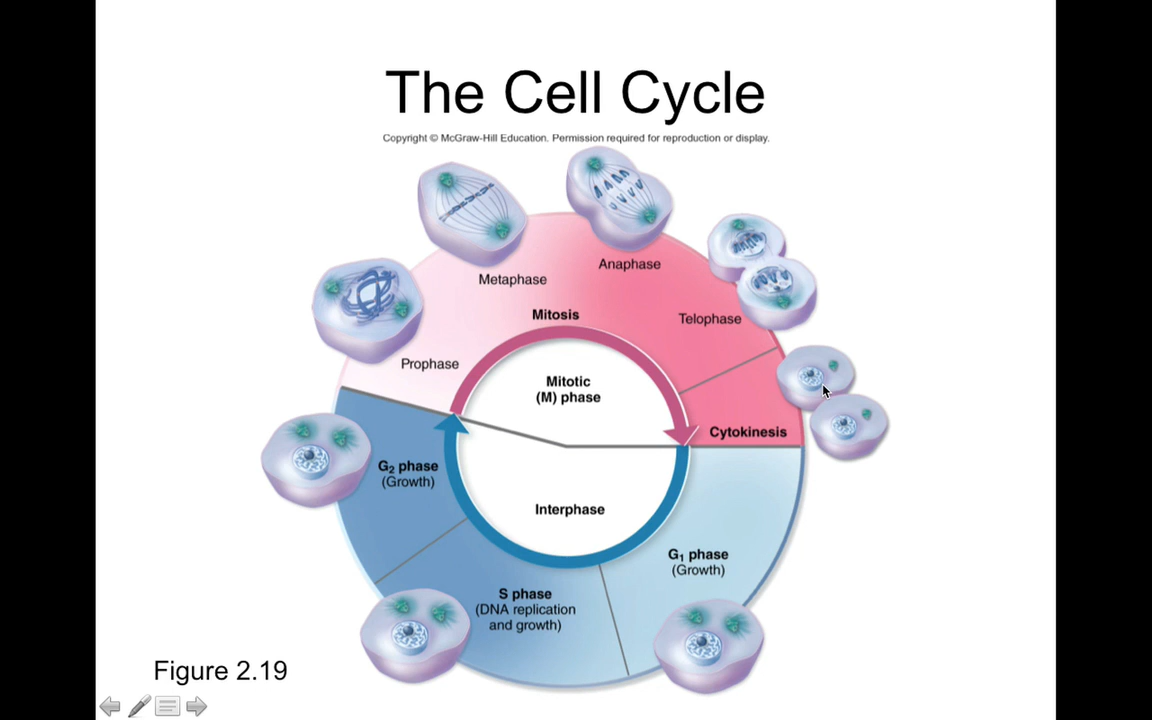 The Cell Cycle
Copyright © McGraw-Hill Education. Permission required for reproduction or display.
Metaphase
Anaphase
Mitosis
Telophase
Prophase
Mitotic
(M) phase
Cytokinesis
G₂ phase
(Growth)
Interphase
G₁ phase
(Growth)
S phase
(DNA replication
and growth)
Figure 2.19